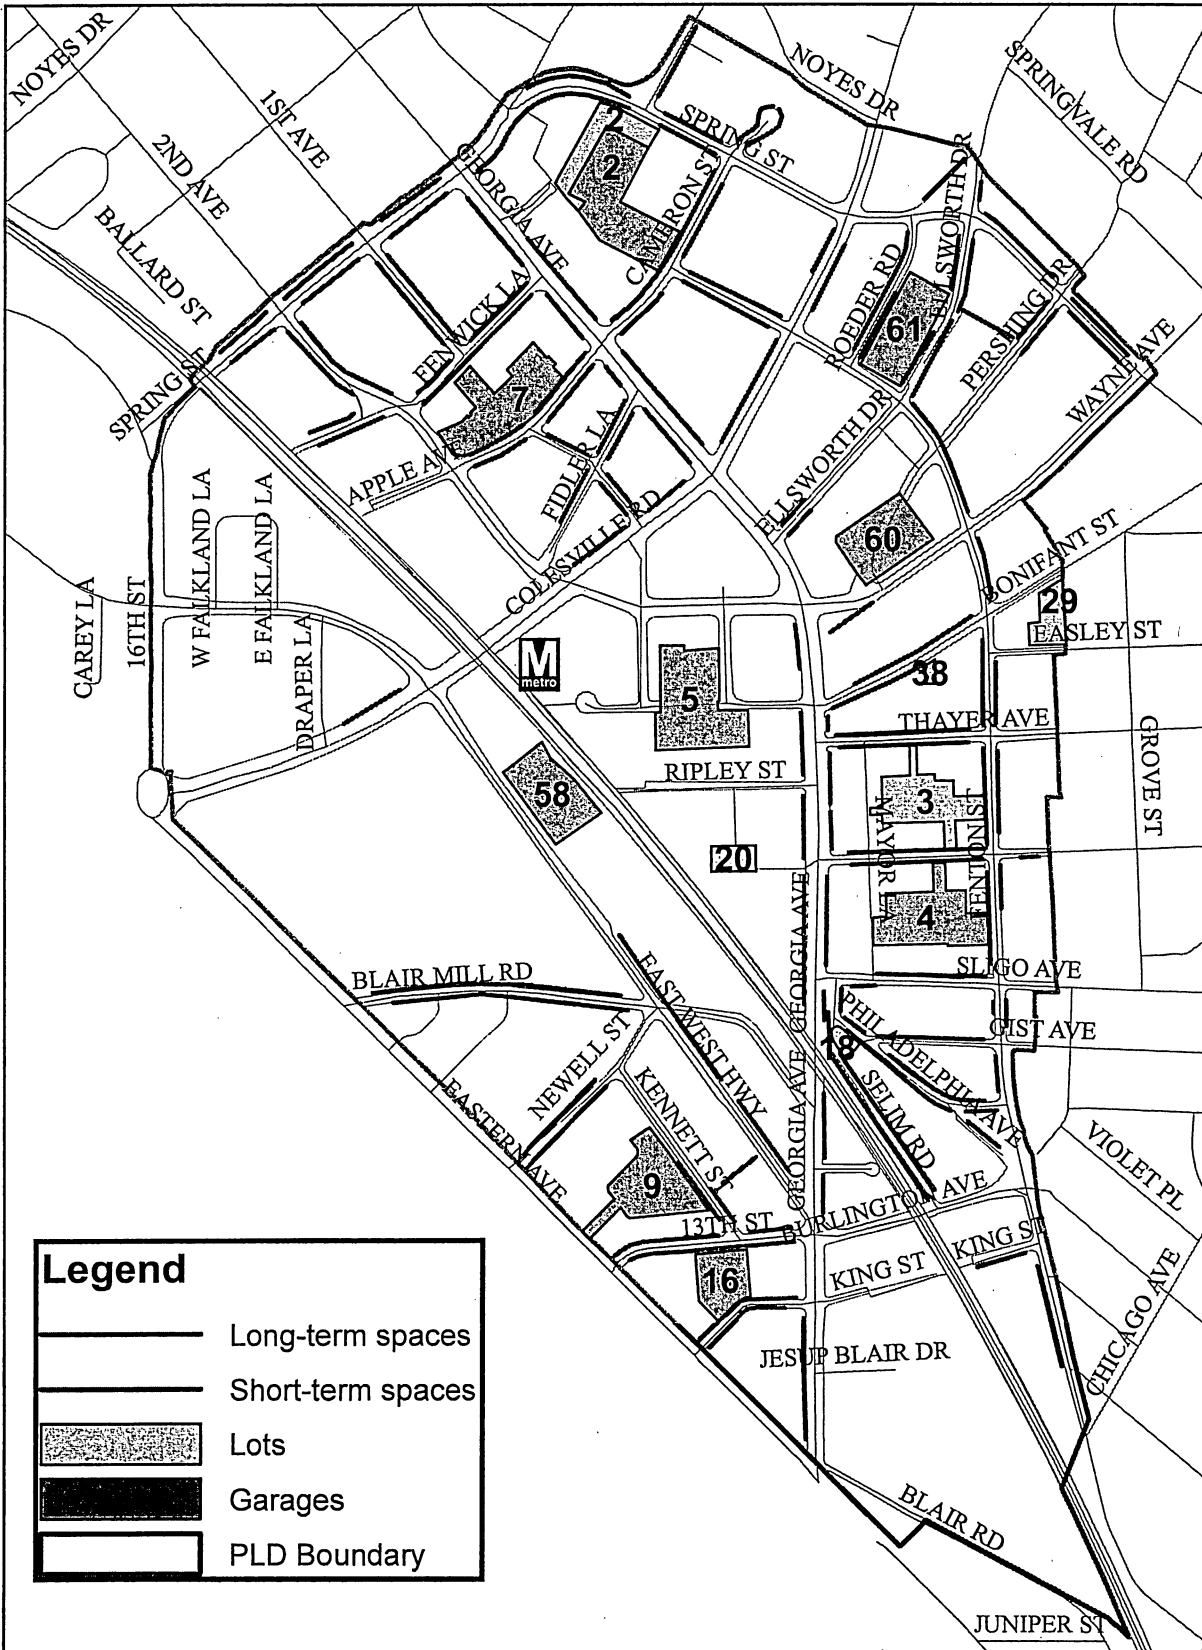 NOYES DR
NOYES DR
SPRINGVALE RD
1ST AVE
2ND AVE
BALLARD ST
GEORGIA AVE
2
SPRING ST
2
CAMERON ST
ELLSWORTH DR
ROEDER RD
61
PERSHING DR
WAYNE AVE
FENWICK LA
7
SPRING ST
APPLE AVE
FIDLER LA
COLESVILLE RD
ELLSWORTH DR
60
BONIFANT ST
29
EASLEY ST
CAREY LA
16TH ST
W FALKLAND LA
E FALKLAND LA
DRAPER LA
M
metro
5
38
THAYER AVE
GROVE ST
RIPLEY ST
58
20
3
MAYOR LA
FENTON ST
4
GEORGIA AVE
SLIGO AVE
BLAIR MILL RD
EAST WEST HWY
PHILADELPHIA AVE
GIST AVE
18
SELIM RD
NEWELL ST
KENNETT ST
GEORGIA AVE
EASTERN AVE
9
VIOLET PL
13TH ST
BURLINGTON AVE
KING ST
KING ST
16
CHICAGO AVE
JESUP BLAIR DR
BLAIR RD
JUNIPER ST
Legend
Long-term spaces
Short-term spaces
Lots
Garages
PLD Boundary